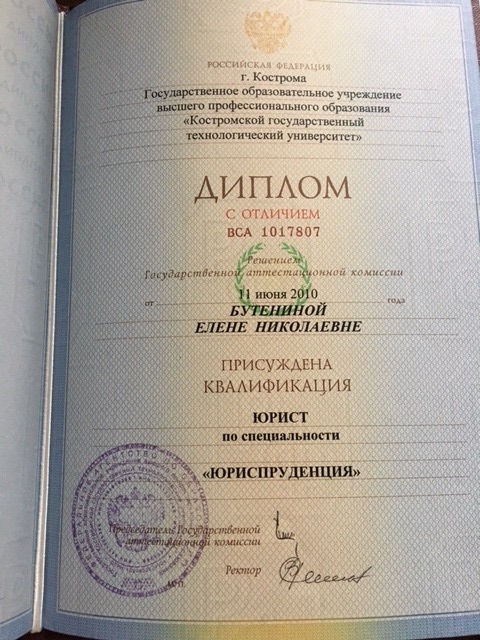 РОССИЙСКАЯ ФЕДЕРАЦИЯ
г. Кострома
Государственное образовательное учреждение
высшего профессионального образования
«Костромской государственный
технологический университет»
ДИПЛОМ
С ОТЛИЧИЕМ
ВСА 1017807
Решением
Государственной аттестационной комиссии
от 11 июня 2010 года
БУТЕНИНОЙ
ЕЛЕНЕ НИКОЛАЕВНЕ
ПРИСУЖДЕНА
КВАЛИФИКАЦИЯ
ЮРИСТ
по специальности
«ЮРИСПРУДЕНЦИЯ»
Председатель Государственной
аттестационной комиссии
Ректор